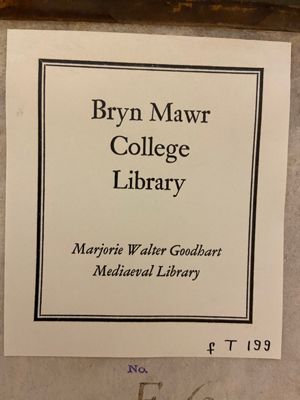 Bryn Mawr
College
Library
Marjorie Walter Goodhart
Mediaeval Library
f T 199
No.